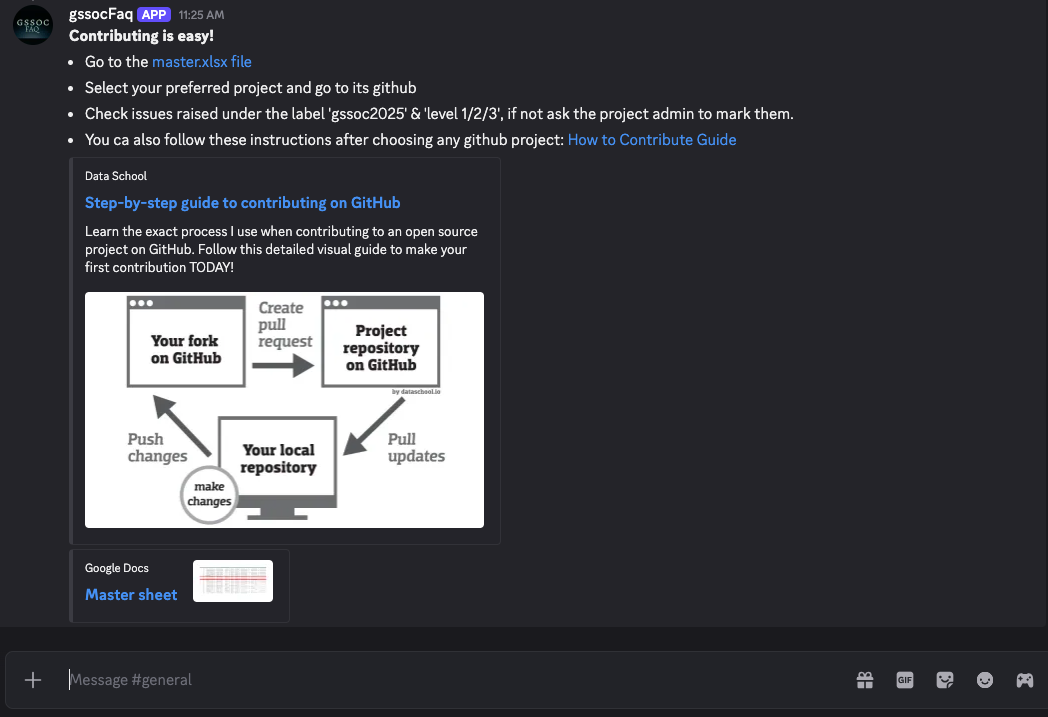 GSSOC
FAQ
gssocFaq APP 11:25 AM
Contributing is easy!
• Go to the master.xlsx file
• Select your preferred project and go to its github
• Check issues raised under the label 'gssoc2025' & 'level 1/2/3', if not ask the project admin to mark them.
• You ca also follow these instructions after choosing any github project: How to Contribute Guide
Data School
Step-by-step guide to contributing on GitHub
Learn the exact process I use when contributing to an open source
project on GitHub. Follow this detailed visual guide to make your
first contribution TODAY!
Your fork
on GitHub
Create
pull
request
Project
repository
on GitHub
by dataschool.io
Push
changes
Your local
repository
Pull
updates
make
changes
Google Docs
Master sheet
Message #general
GIF